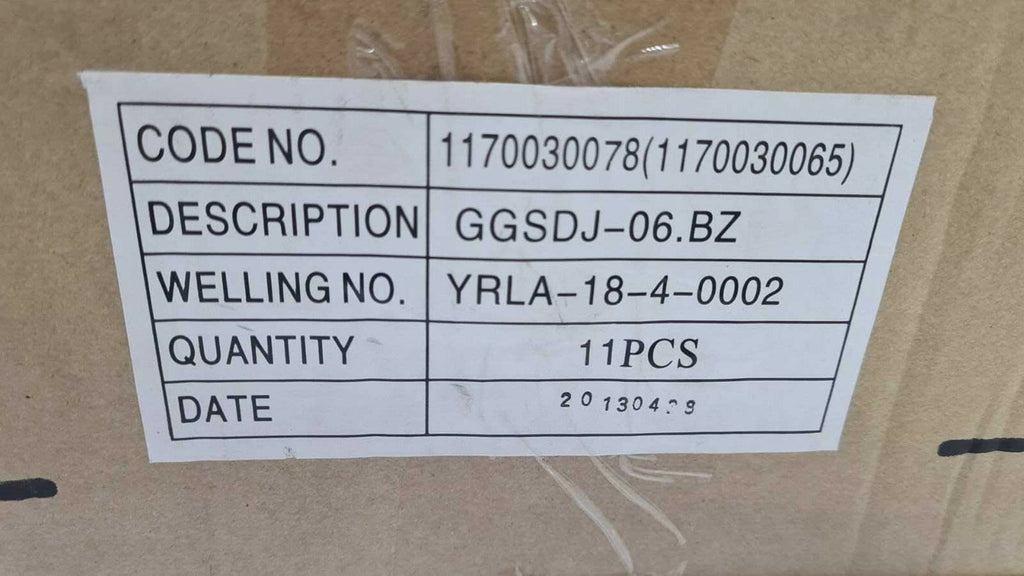 CODE NO. 1170030078(1170030065)
DESCRIPTION GGSDJ-06.BZ
WELLING NO. YRLA-18-4-0002
QUANTITY 11PCS
DATE